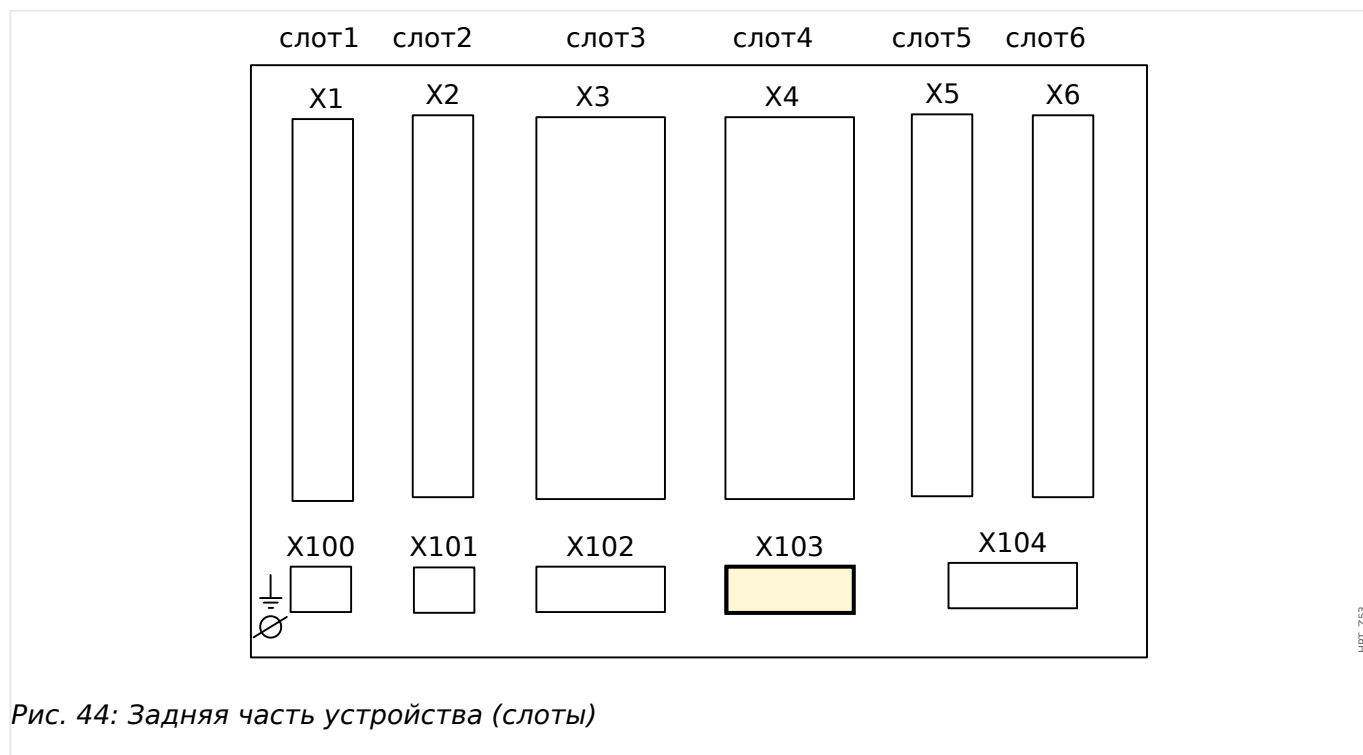 слот1 слот2 слот3 слот4 слот5 слот6
X1 X2 X3 X4 X5 X6
X100 X101 X102 X103 X104
HPT_Z53
Рис. 44: Задняя часть устройства (слоты)